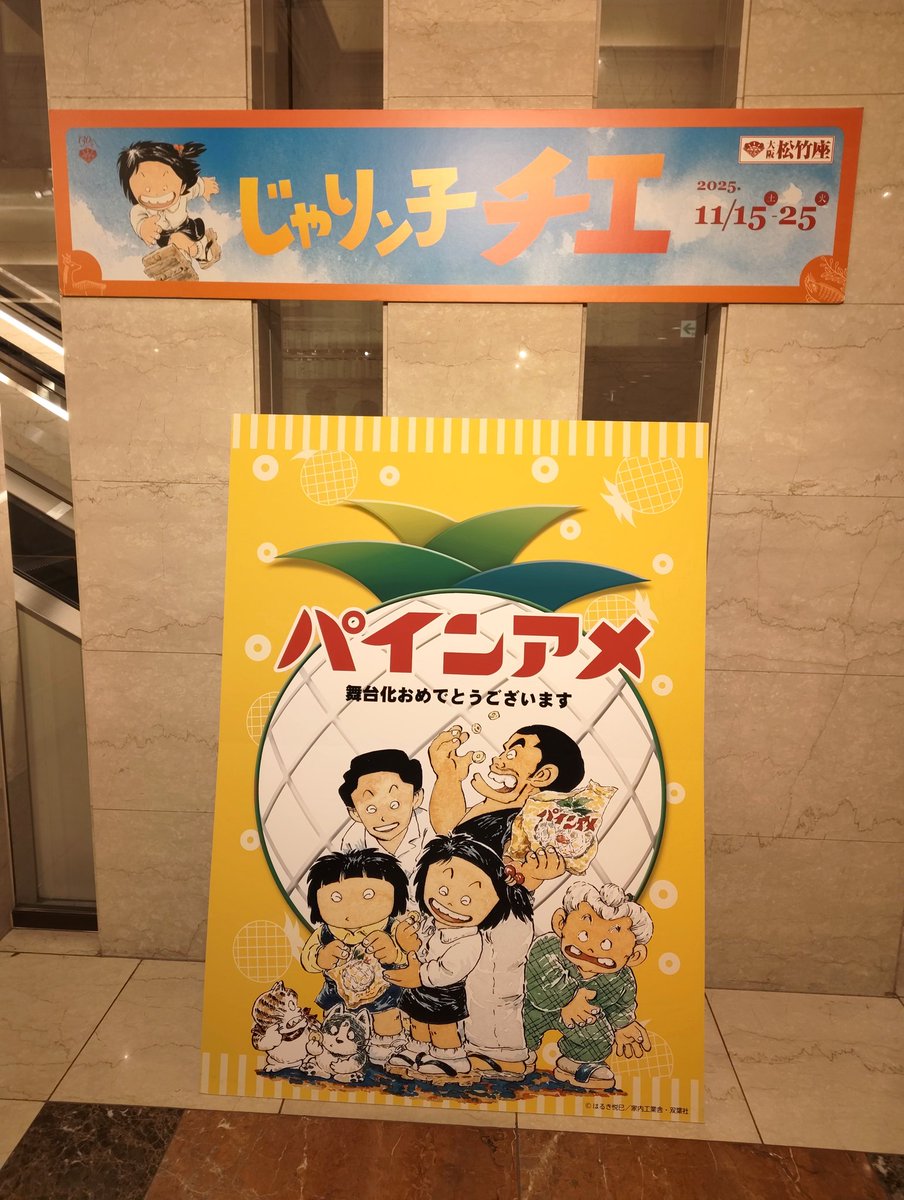 じゃりン子チエ
大阪松竹座
2025.
11/15土-25火
パインアメ
舞台化おめでとうございます
パインアメ
©はるき悦巳/家内工業舎・双葉社